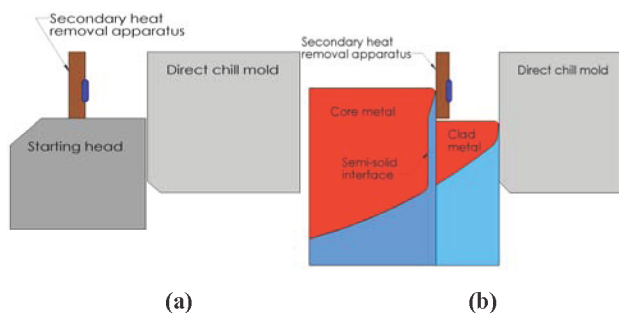 Secondary heat
removal apparatus
Direct chill mold
Starting head
Secondary heat
removal apparatus
Direct chill mold
Core metal
Clad
metal
Semi-solid
interface
(a)
(b)